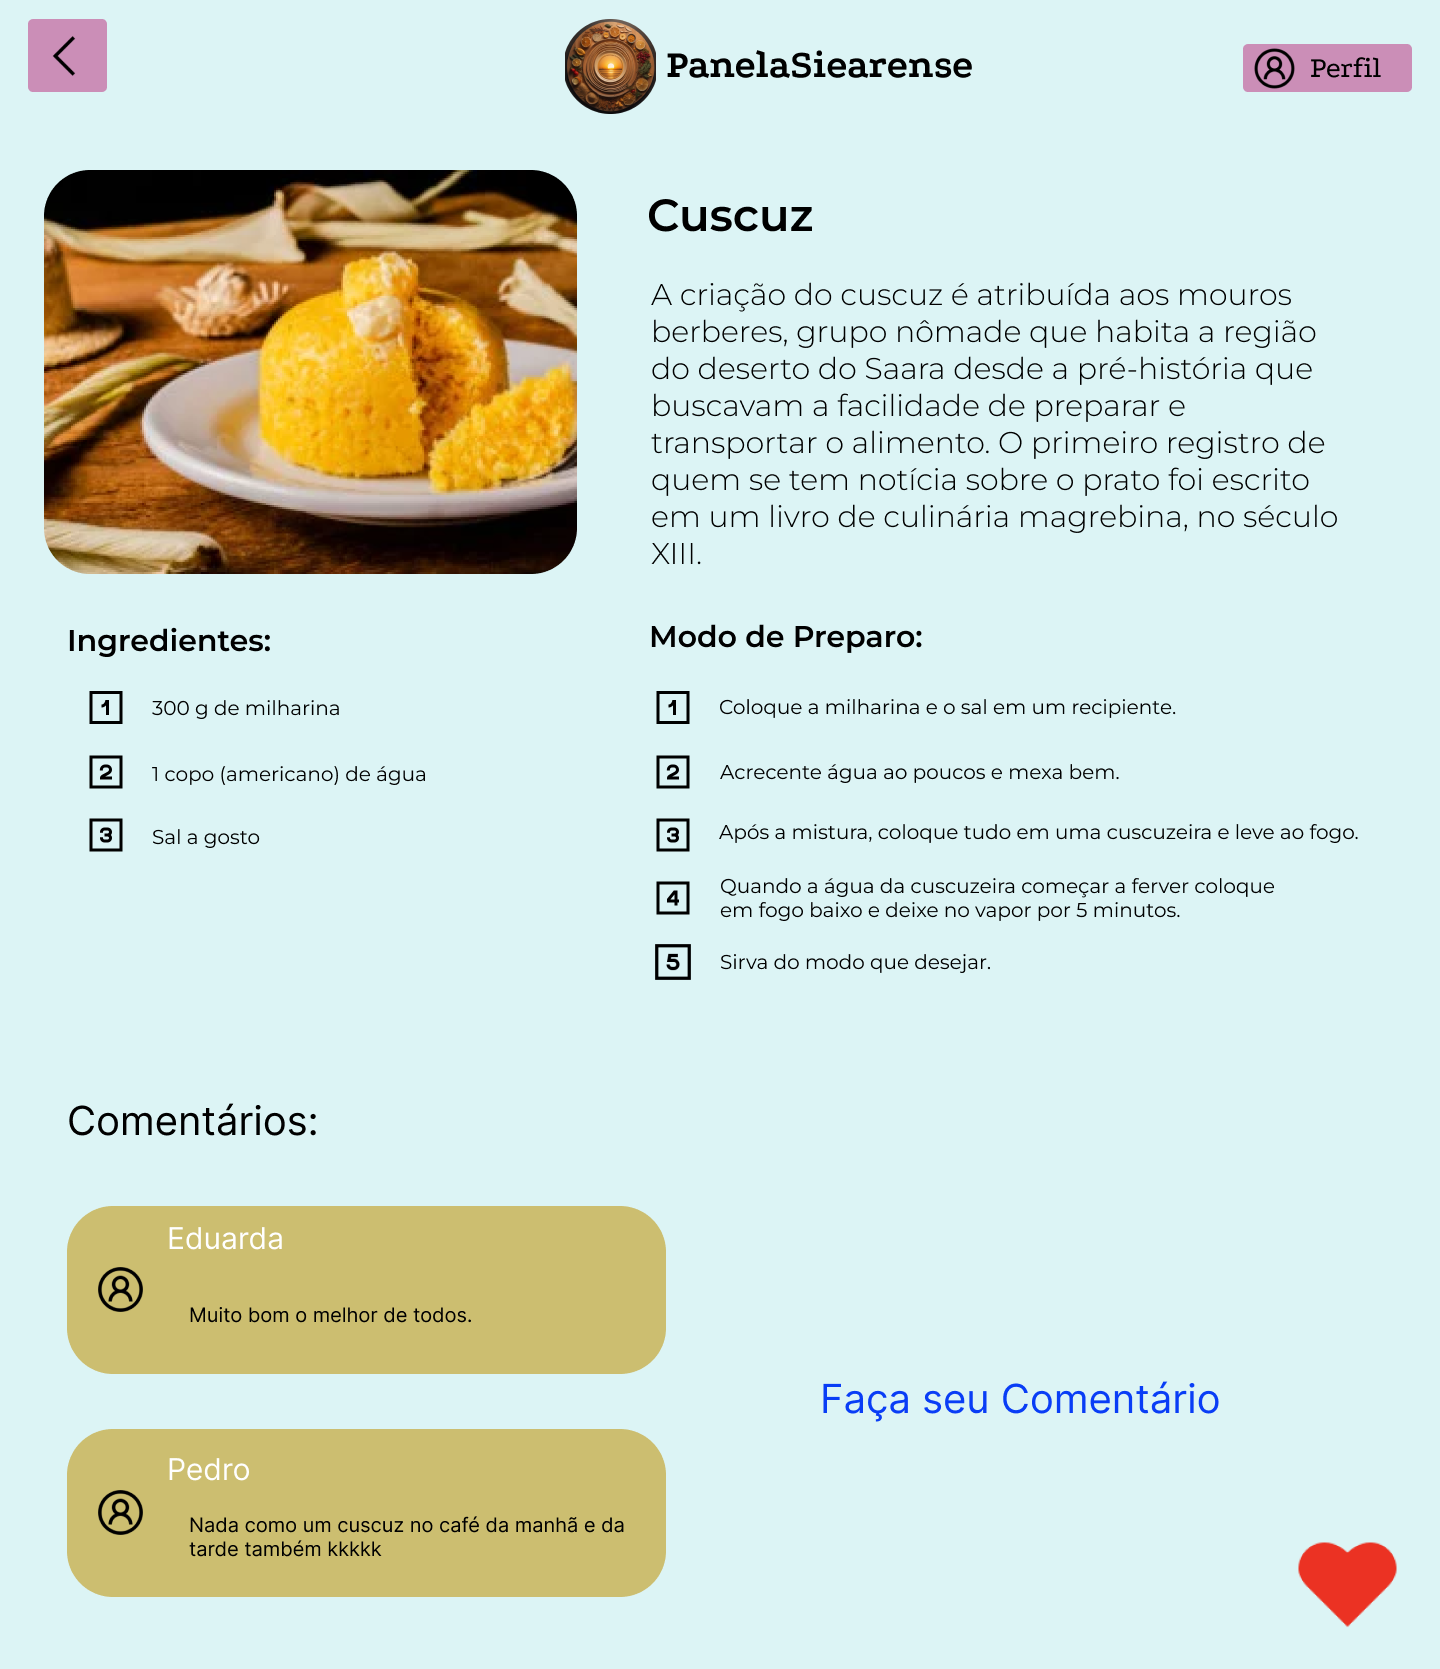 PanelaSiearense
Perfil
Cuscuz
A criação do cuscuz é atribuída aos mouros
berberes, grupo nômade que habita a região
do deserto do Saara desde a pré-história que
buscavam a facilidade de preparar e
transportar o alimento. O primeiro registro de
quem se tem notícia sobre o prato foi escrito
em um livro de culinária magrebina, no século
XIII.
Ingredientes:
1 300 g de milharina
2 1 copo (americano) de água
3 Sal a gosto
Modo de Preparo:
1 Coloque a milharina e o sal em um recipiente.
2 Acrecente água ao poucos e mexa bem.
3 Após a mistura, coloque tudo em uma cuscuzeira e leve ao fogo.
4 Quando a água da cuscuzeira começar a ferver coloque
em fogo baixo e deixe no vapor por 5 minutos.
5 Sirva do modo que desejar.
Comentários:
Eduarda
Muito bom o melhor de todos.
Pedro
Nada como um cuscuz no café da manhã e da
tarde também kkkkk
Faça seu Comentário